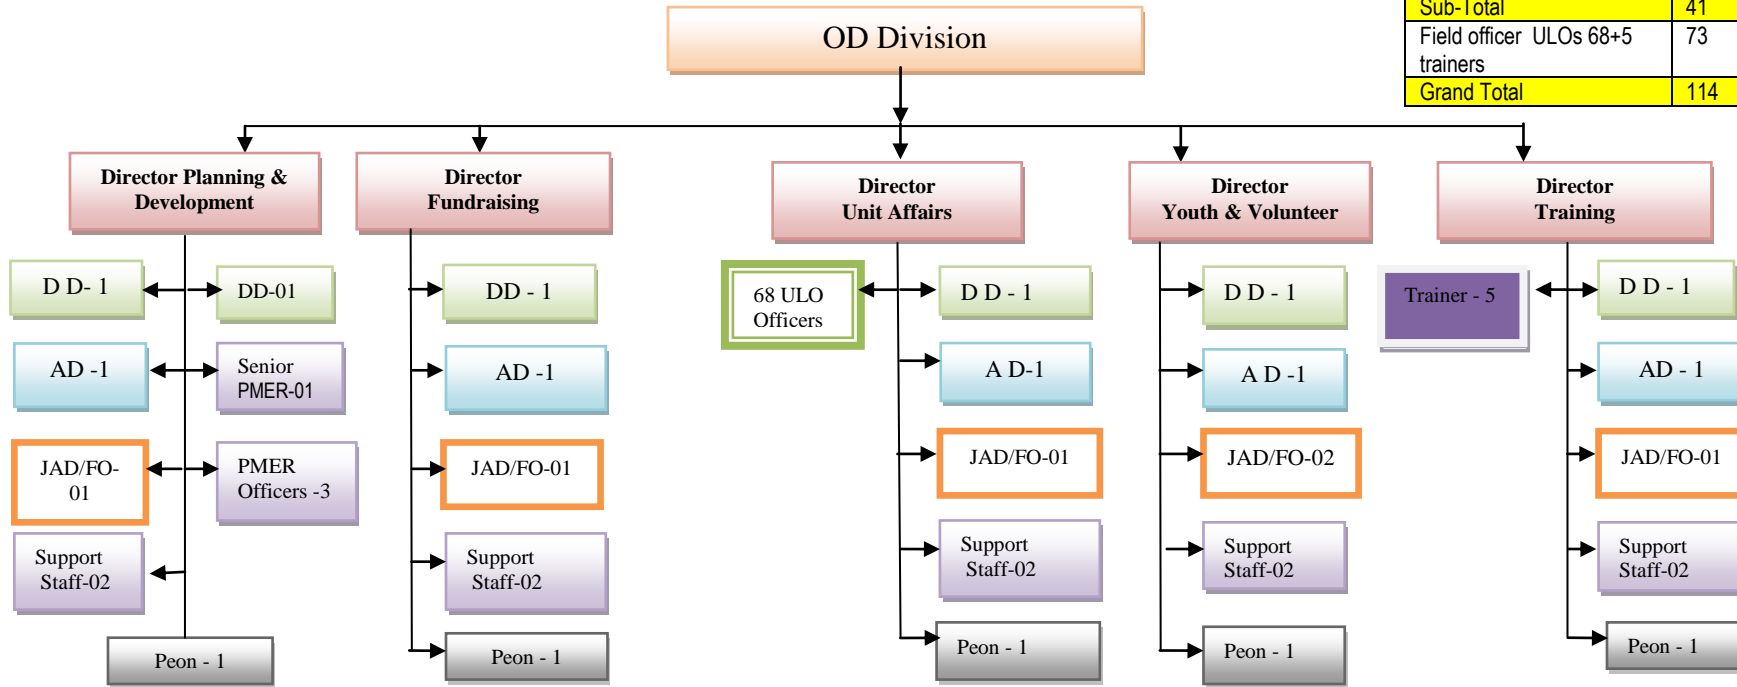 OD Division
Sub-Total 41
Field officer ULOs 68+5 73
trainers
Grand Total 114
Director Planning &
Development
D D- 1
DD-01
AD -1
Senior
PMER-01
JAD/FO-
01
PMER
Officers -3
Support
Staff-02
Peon - 1
Director
Fundraising
DD - 1
AD -1
JAD/FO-01
Support
Staff-02
Peon - 1
Director
Unit Affairs
68 ULO
Officers
D D - 1
A D-1
JAD/FO-01
Support
Staff-02
Peon - 1
Director
Youth & Volunteer
D D - 1
A D -1
JAD/FO-02
Support
Staff-02
Peon - 1
Director
Training
Trainer - 5
D D - 1
AD - 1
JAD/FO-01
Support
Staff-02
Peon - 1